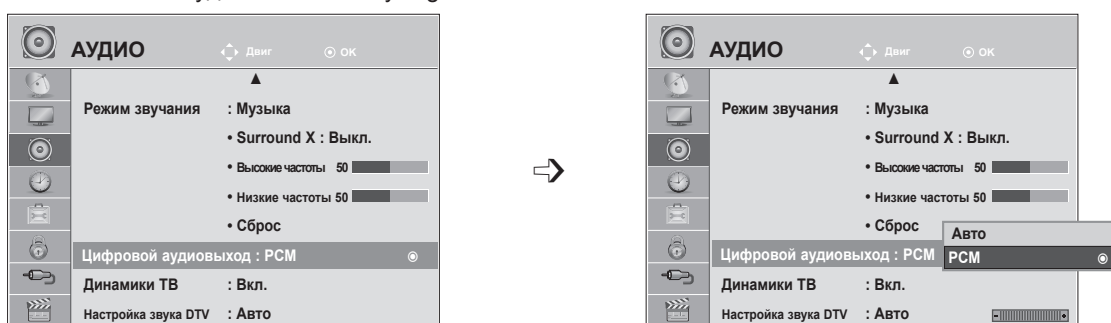 АУДИО Двиг ОК
Режим звучания : Музыка
• Surround X : Выкл.
• Высокие частоты 50
• Низкие частоты 50
• Сброс
Цифровой аудиовыход : PCM
Динамики ТВ : Вкл.
Настройка звука DTV : Авто
АУДИО Двиг ОК
Режим звучания : Музыка
• Surround X : Выкл.
• Высокие частоты 50
• Низкие частоты 50
• Сброс
Авто
Цифровой аудиовыход : PCM
PCM
Динамики ТВ : Вкл.
Настройка звука DTV : Авто